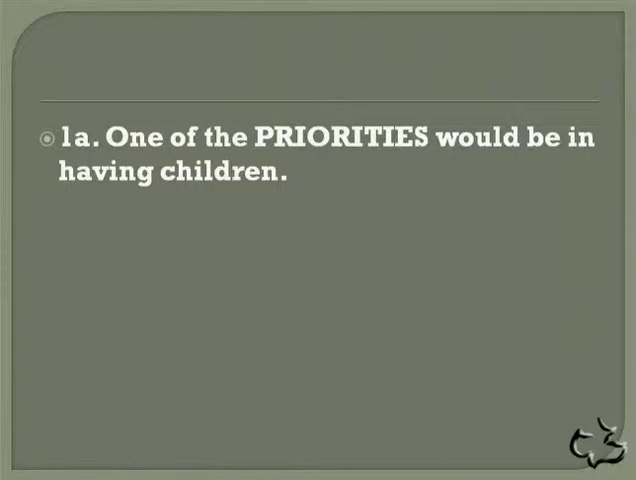 1a. One of the PRIORITIES would be in
having children.